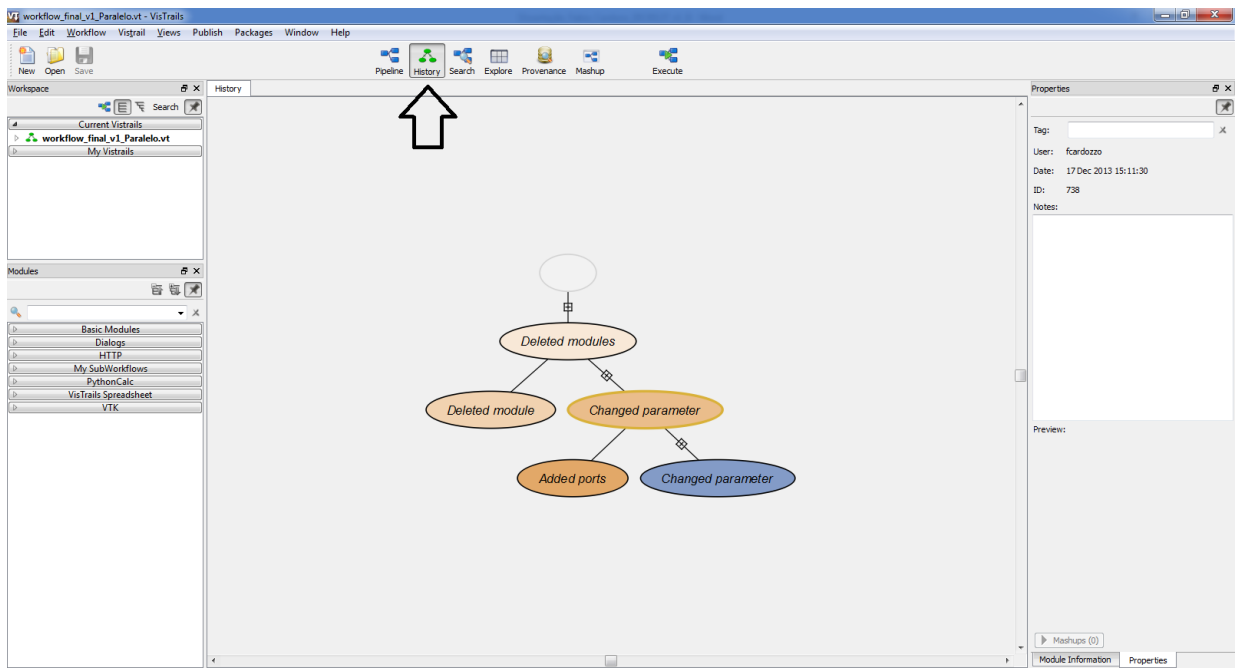 VT workflow_final_v1_Paralelo.vt - VisTrails
File Edit Workflow Vistrail Views Publish Packages Window Help
New Open Save
Pipeline History Search Explore Provenance Mashup Execute
Workspace
Search
Current Vistrails
workflow_final_v1_Paralelo.vt
My Vistrails
Modules
Basic Modules
Dialogs
HTTP
My SubWorkflows
PythonCalc
VisTrails Spreadsheet
VTK
History
Deleted modules
Deleted module
Changed parameter
Added ports
Changed parameter
Properties
Tag:
User: fcardozzo
Date: 17 Dec 2013 15:11:30
ID: 738
Notes:
Preview:
Mashups (0)
Module Information Properties